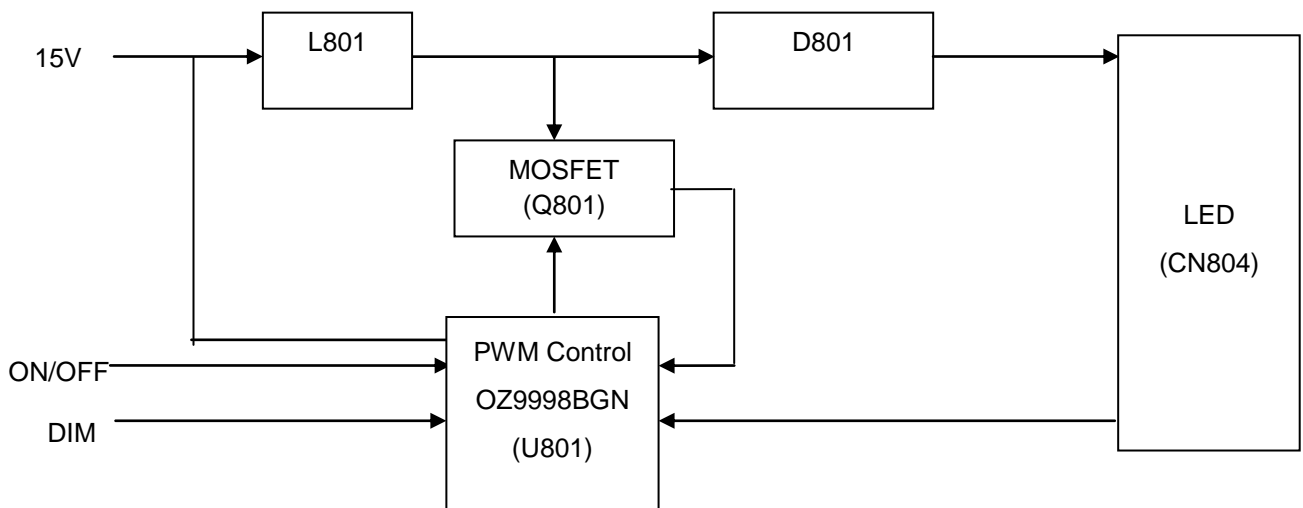 15V
L801
D801
MOSFET
(Q801)
LED
(CN804)
ON/OFF
DIM
PWM Control
OZ9998BGN
(U801)